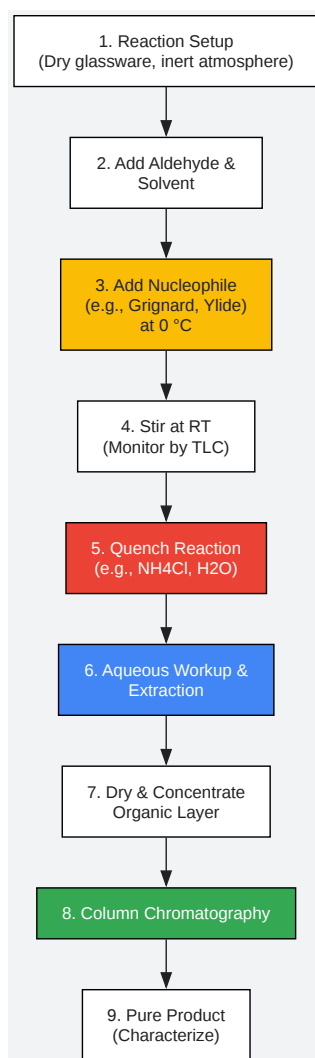 1. Reaction Setup
(Dry glassware, inert atmosphere)
2. Add Aldehyde &
Solvent
3. Add Nucleophile
(e.g., Grignard, Ylide)
at 0 °C
4. Stir at RT
(Monitor by TLC)
5. Quench Reaction
(e.g., NH4Cl, H2O)
6. Aqueous Workup &
Extraction
7. Dry & Concentrate
Organic Layer
8. Column Chromatography
9. Pure Product
(Characterize)